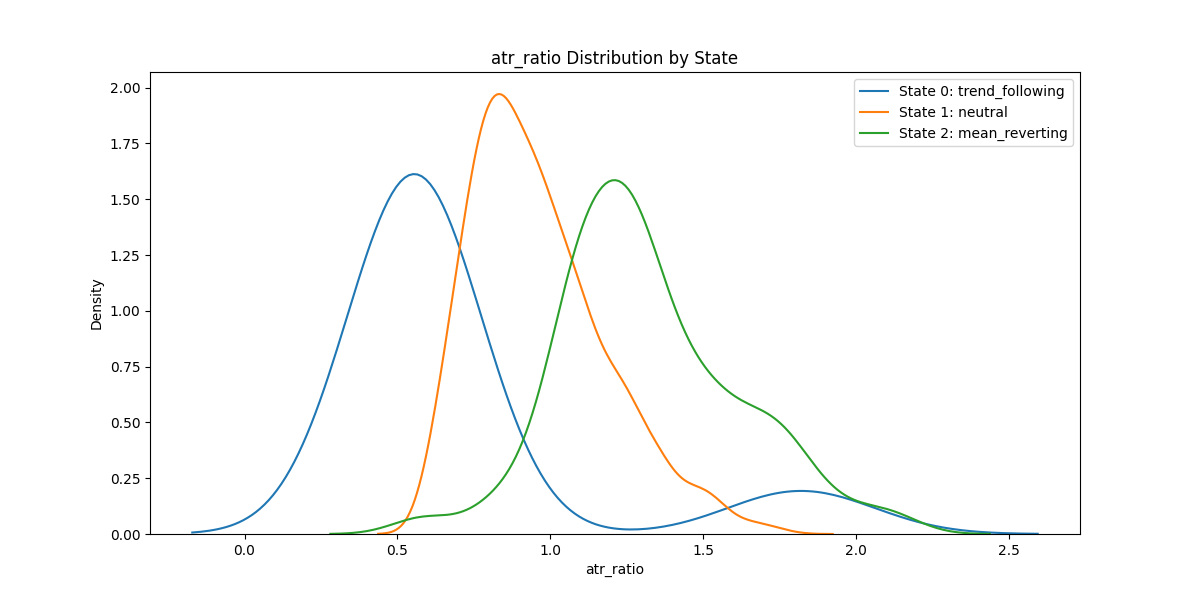 atr_ratio Distribution by State
State 0: trend_following
State 1: neutral
State 2: mean_reverting
2.00
1.75
1.50
1.25
1.00
0.75
0.50
0.25
0.00
Density
0.0 0.5 1.0 1.5 2.0 2.5
atr_ratio